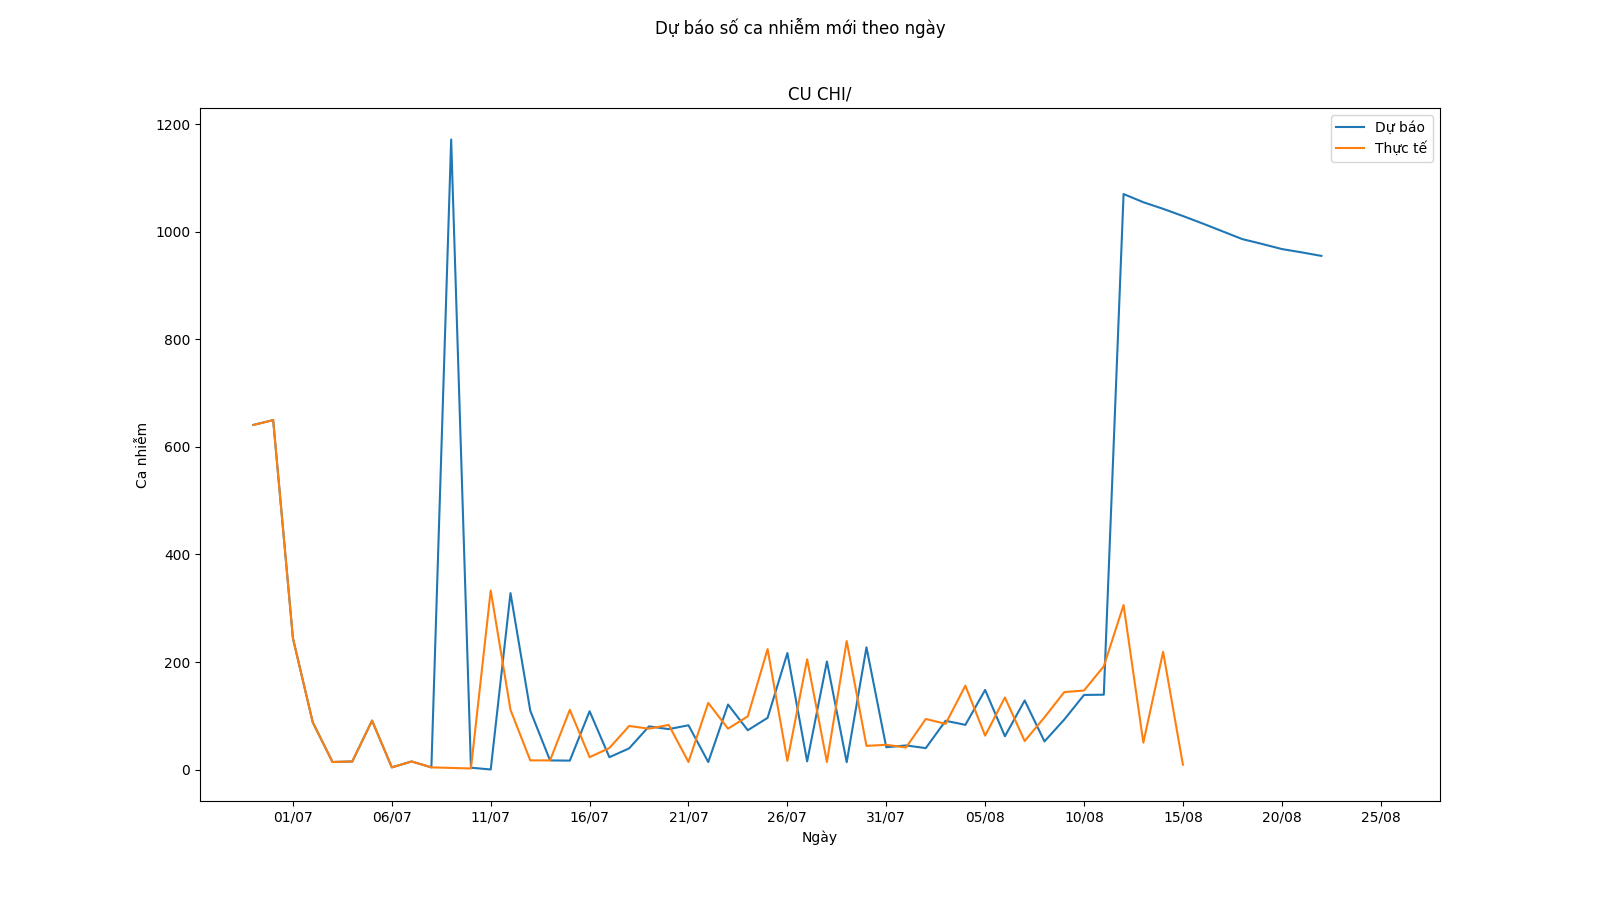 Dự báo số ca nhiễm mới theo ngày
CU CHI/
Dự báo
Thực tế
Ca nhiễm
1200
1000
800
600
400
200
0
01/07 06/07 11/07 16/07 21/07 26/07 31/07 05/08 10/08 15/08 20/08 25/08
Ngày